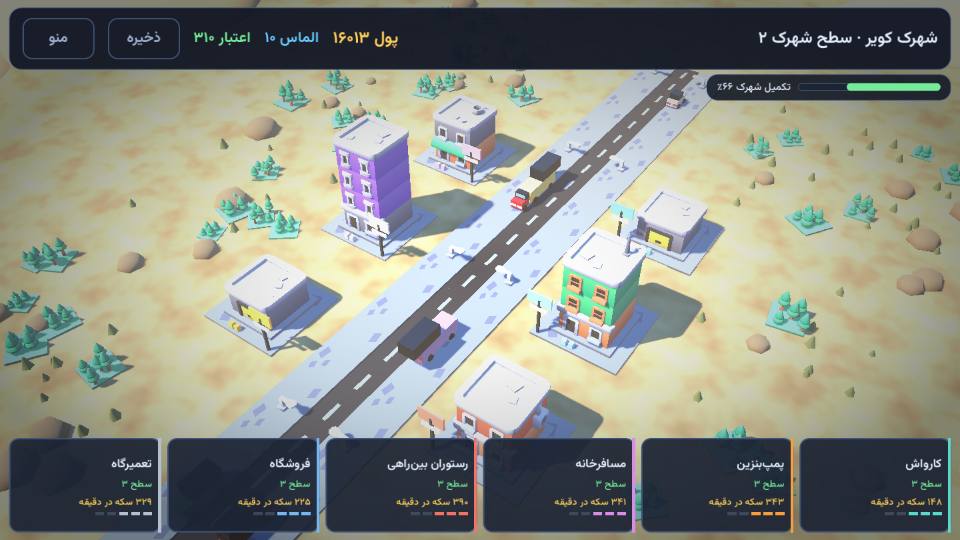 شهرک کویر · سطح شهرک ۲
پول ۱۶۰۱۳
الماس ۱۰
اعتبار ۳۱۰
ذخیره
منو
تکمیل شهرک ۶۶٪
کارواش
سطح ۳
۱۴۸ سکه در دقیقه
پمپ‌بنزین
سطح ۳
۳۴۳ سکه در دقیقه
مسافرخانه
سطح ۳
۳۴۱ سکه در دقیقه
رستوران بین‌راهی
سطح ۳
۳۹۰ سکه در دقیقه
فروشگاه
سطح ۳
۲۲۵ سکه در دقیقه
تعمیرگاه
سطح ۳
۳۲۹ سکه در دقیقه